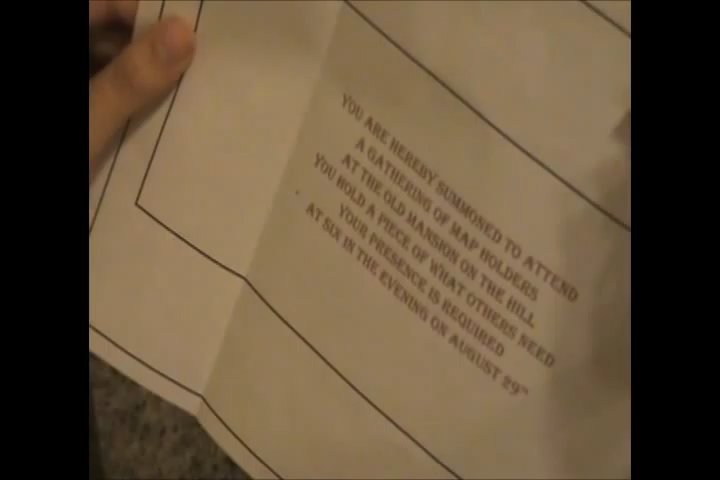 YOU ARE HEREBY SUMMONED TO ATTEND
A GATHERING OF MAP HOLDERS
AT THE OLD MANSION ON THE HILL
YOU HOLD A PIECE OF WHAT OTHERS NEED
YOUR PRESENCE IS REQUIRED
AT SIX IN THE EVENING ON AUGUST 29TH